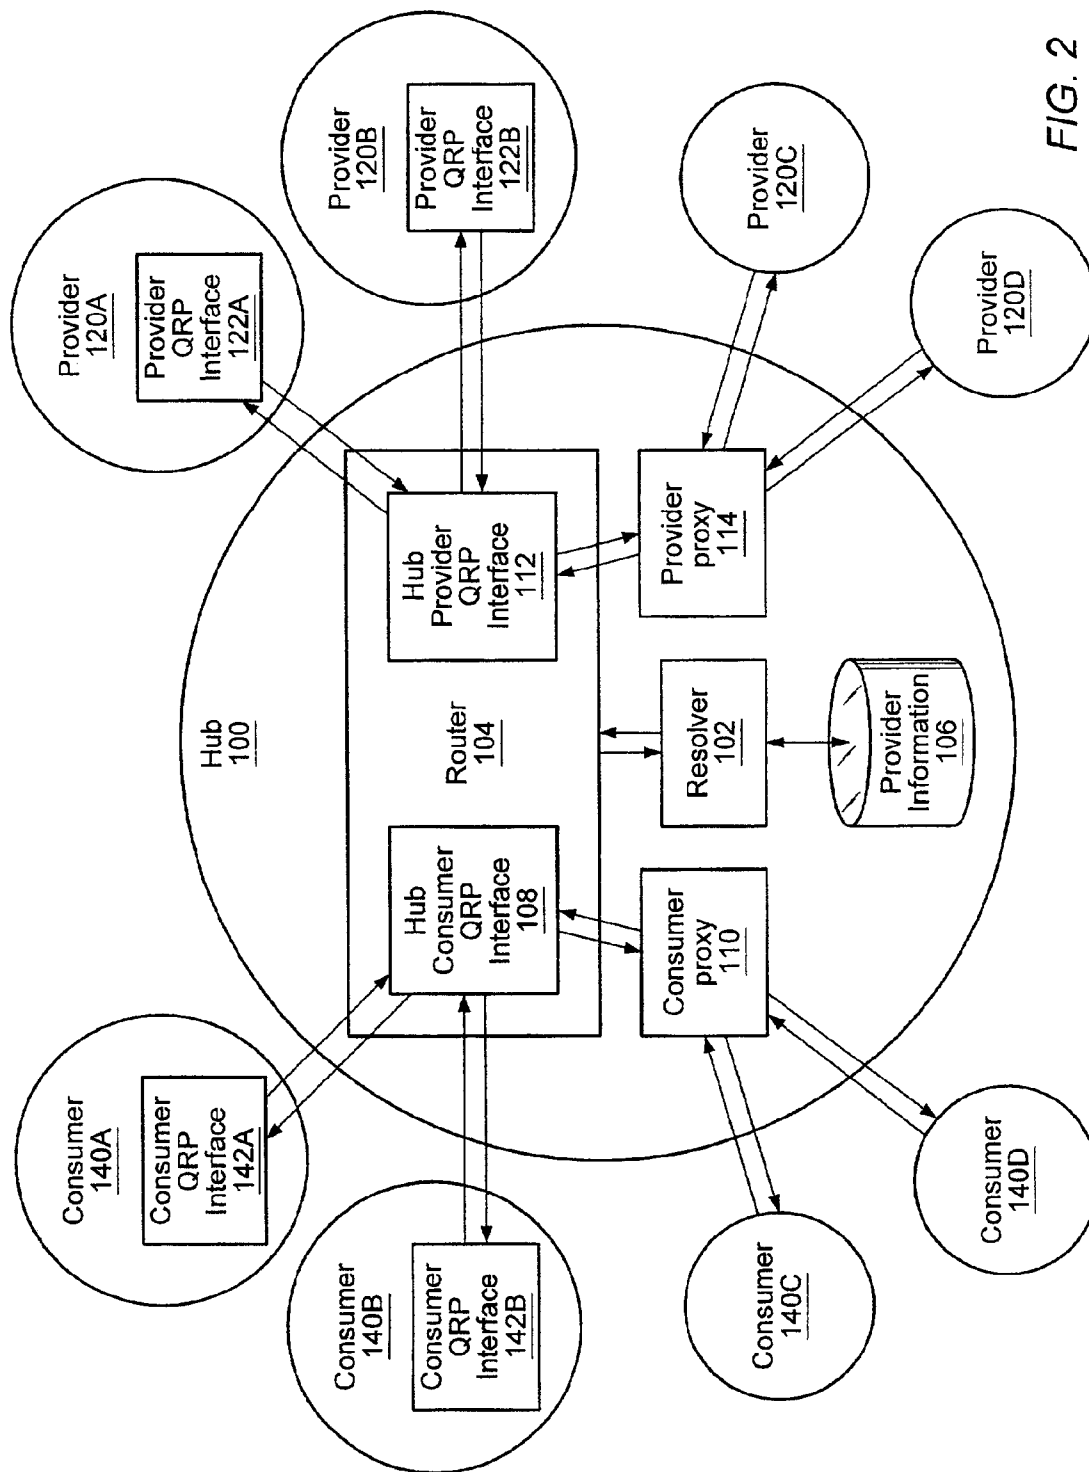 Consumer
140A
Consumer
QRP
Interface
142A
Consumer
140B
Consumer
QRP
Interface
142B
Consumer
140C
Consumer
140D
Hub
100
Router
104
Hub
Consumer
QRP
Interface
108
Hub
Provider
QRP
Interface
112
Consumer
proxy
110
Resolver
102
Provider
proxy
114
Provider
Information
106
Provider
120A
Provider
QRP
Interface
122A
Provider
120B
Provider
QRP
Interface
122B
Provider
120C
Provider
120D
FIG. 2